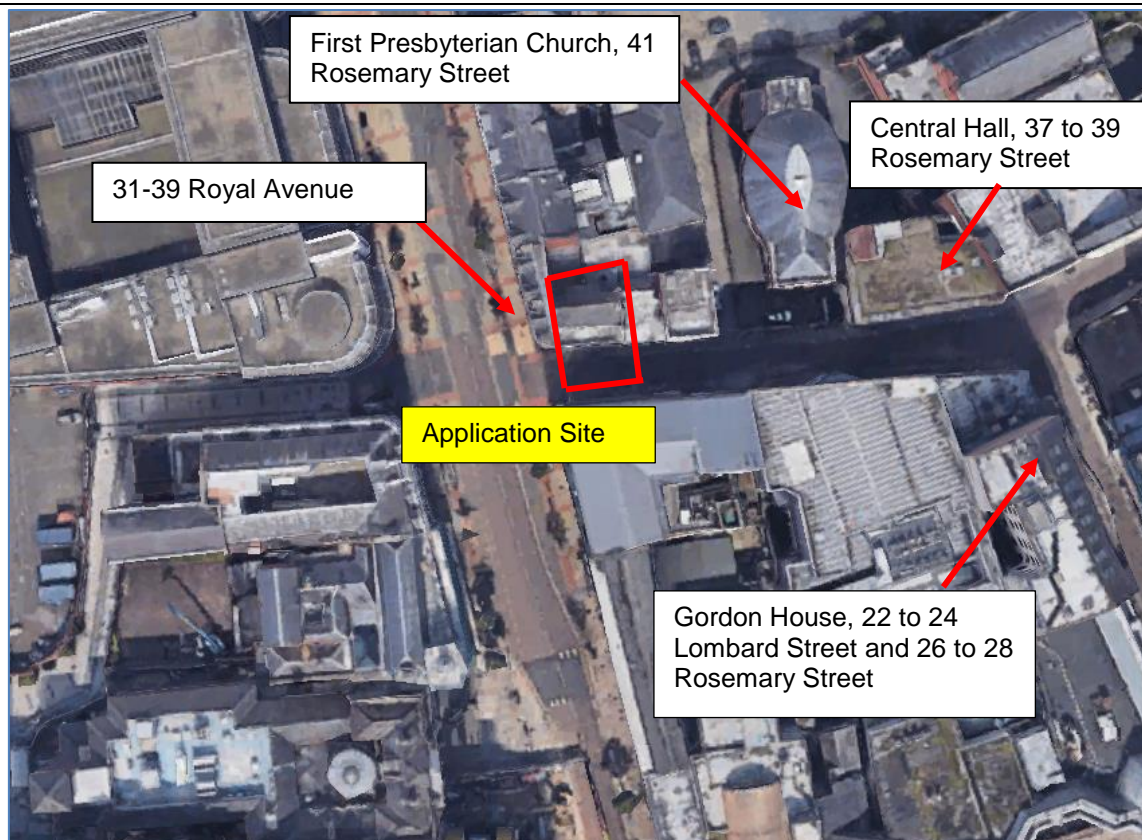 First Presbyterian Church, 41
Rosemary Street
Central Hall, 37 to 39
Rosemary Street
31-39 Royal Avenue
Application Site
Gordon House, 22 to 24
Lombard Street and 26 to 28
Rosemary Street